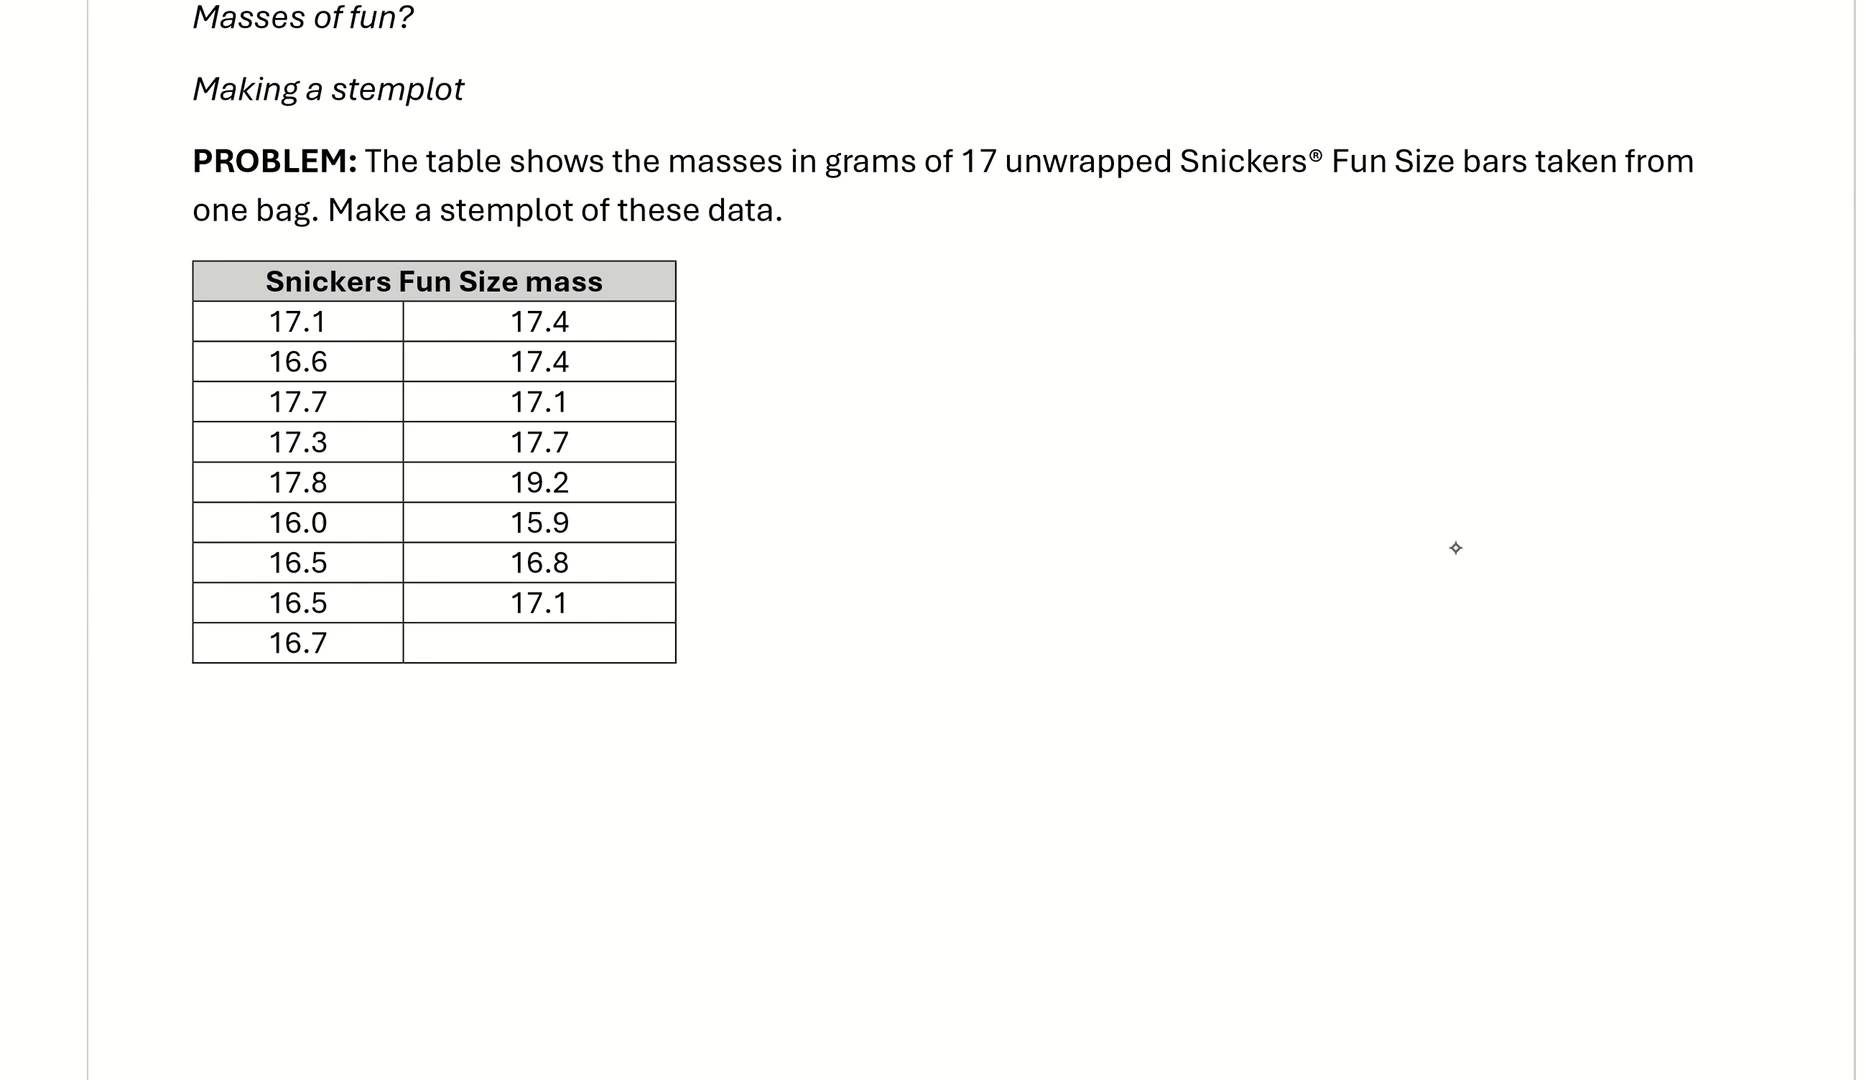 Masses of fun?
Making a stemplot
PROBLEM: The table shows the masses in grams of 17 unwrapped Snickers® Fun Size bars taken from
one bag. Make a stemplot of these data.
Snickers Fun Size mass
17.1 17.4
16.6 17.4
17.7 17.1
17.3 17.7
17.8 19.2
16.0 15.9
16.5 16.8
16.5 17.1
16.7